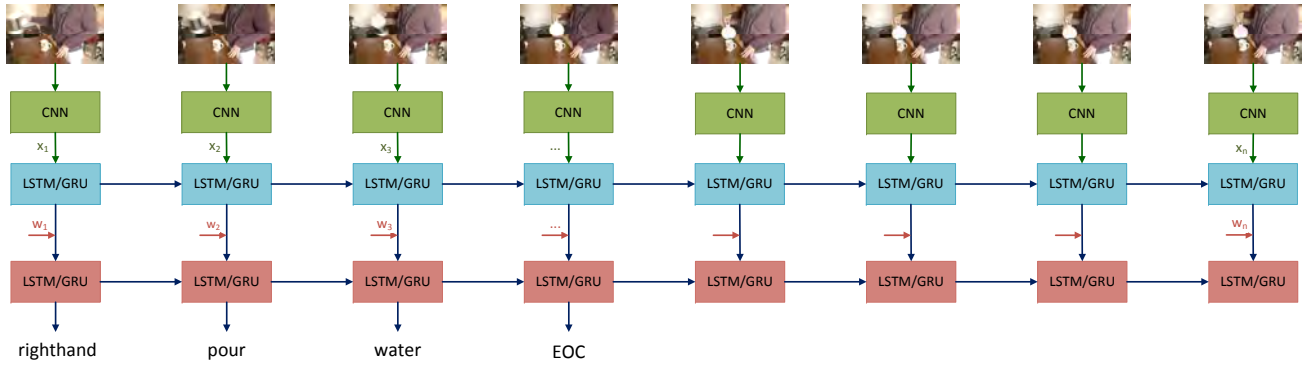 CNN CNN CNN CNN CNN CNN CNN CNN
x1 x2 x3 ... xn
LSTM/GRU LSTM/GRU LSTM/GRU LSTM/GRU LSTM/GRU LSTM/GRU LSTM/GRU LSTM/GRU
w1 w2 w3 ... wn
LSTM/GRU LSTM/GRU LSTM/GRU LSTM/GRU LSTM/GRU LSTM/GRU LSTM/GRU LSTM/GRU
righthand pour water EOC